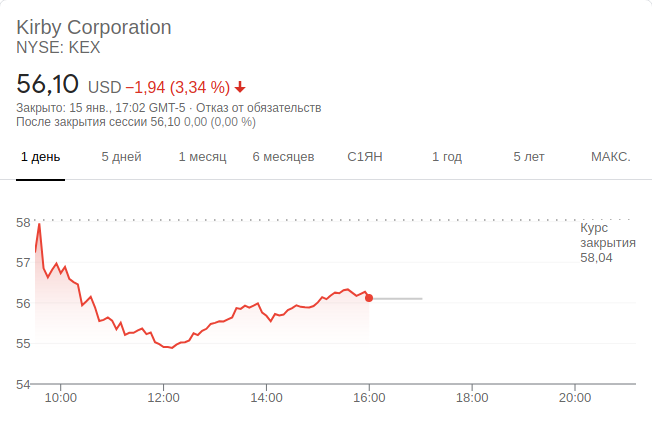 Kirby Corporation
NYSE: KEX
56,10 USD −1,94 (3,34 %)
Закрыто: 15 янв., 17:02 GMT-5 · Отказ от обязательств
После закрытия сессии 56,10 0,00 (0,00 %)
1 день 5 дней 1 месяц 6 месяцев С1ЯН 1 год 5 лет МАКС.
58
Курс
закрытия
58,04
57
56
55
54
10:00 12:00 14:00 16:00 18:00 20:00